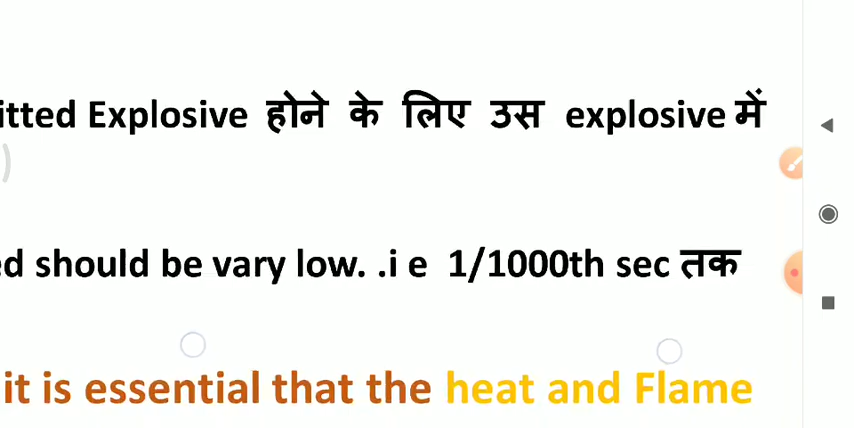 itted Explosive होने के लिए उस explosive में
)
ed should be vary low. .i e 1/1000th sec तक
it is essential that the heat and Flame